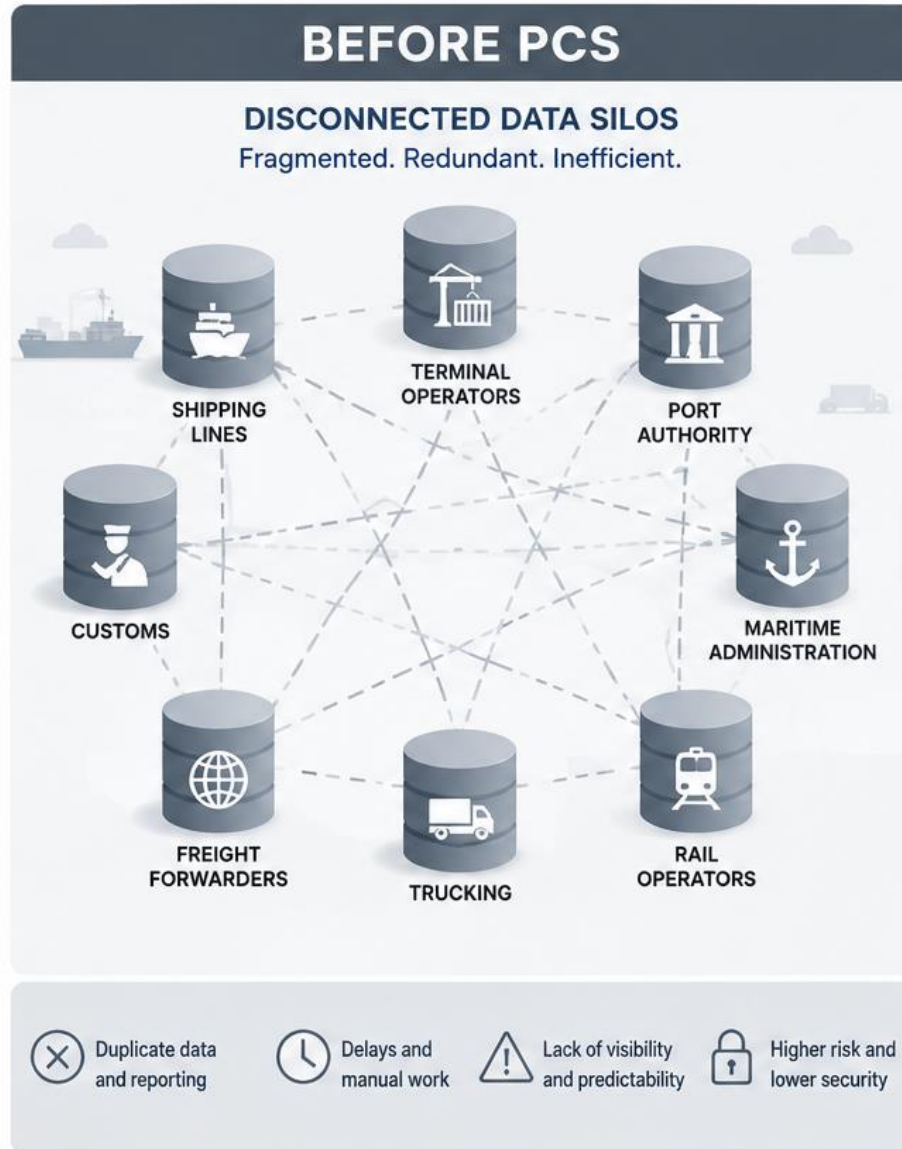 BEFORE PCS
DISCONNECTED DATA SILOS
Fragmented. Redundant. Inefficient.
TERMINAL
OPERATORS
SHIPPING
LINES
PORT
AUTHORITY
CUSTOMS
MARITIME
ADMINISTRATION
FREIGHT
FORWARDERS
TRUCKING
RAIL
OPERATORS
Duplicate data
and reporting
Delays and
manual work
Lack of visibility
and predictability
Higher risk and
lower security